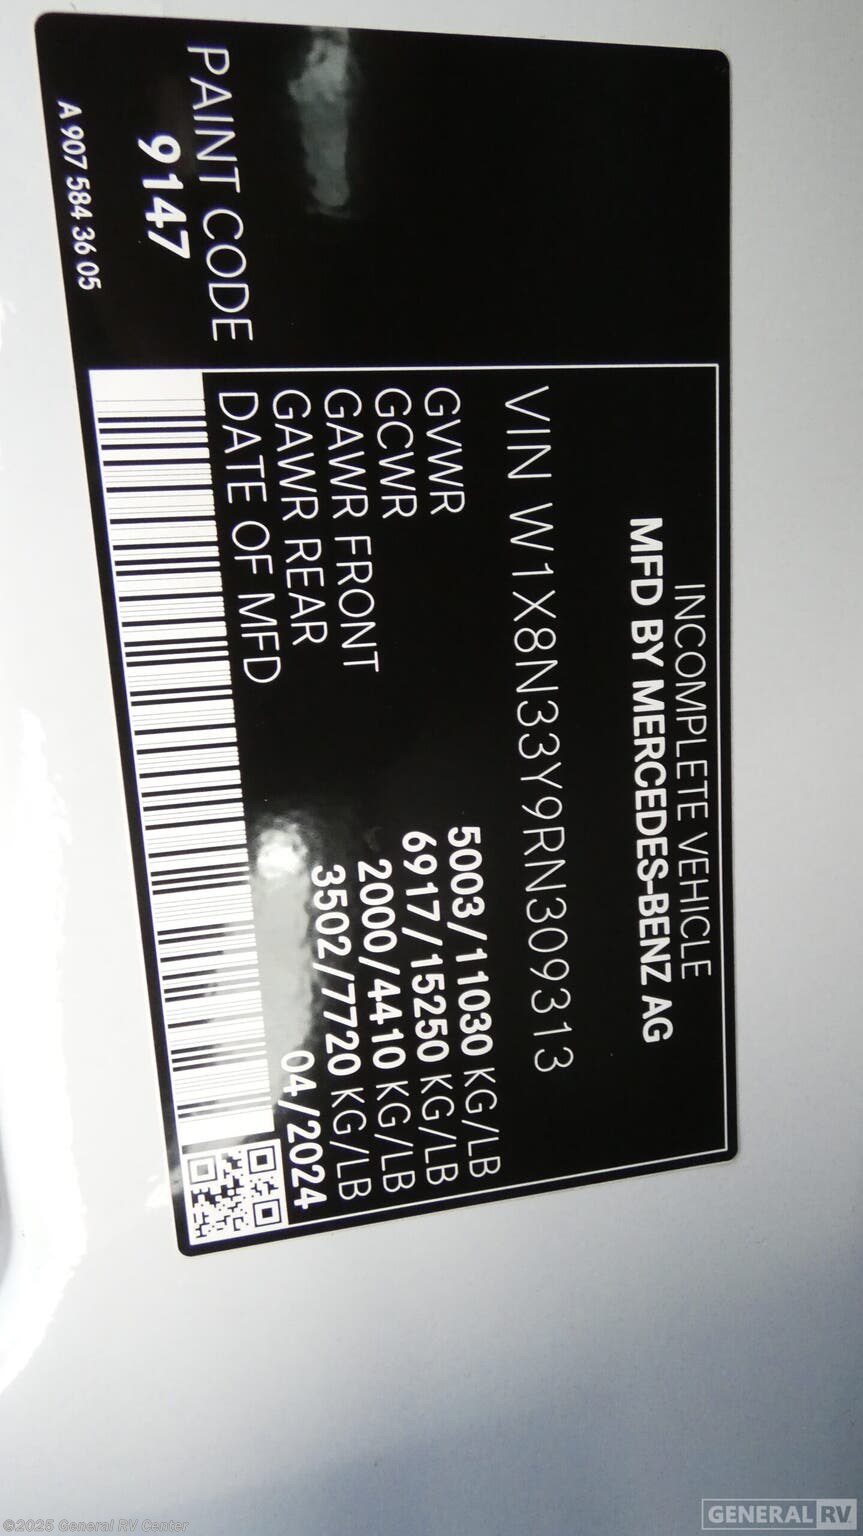 INCOMPLETE VEHICLE
MFD BY MERCEDES-BENZ AG
VIN W1X8N33Y9RN309313
GVWR 5003/11030 KG/LB
GCWR 6917/15250 KG/LB
GAWR FRONT 2000/4410 KG/LB
GAWR REAR 3502/7720 KG/LB
DATE OF MFD 04/2024
PAINT CODE
9147
A 907 584 36 05
©2025 General RV Center
GENERAL RV